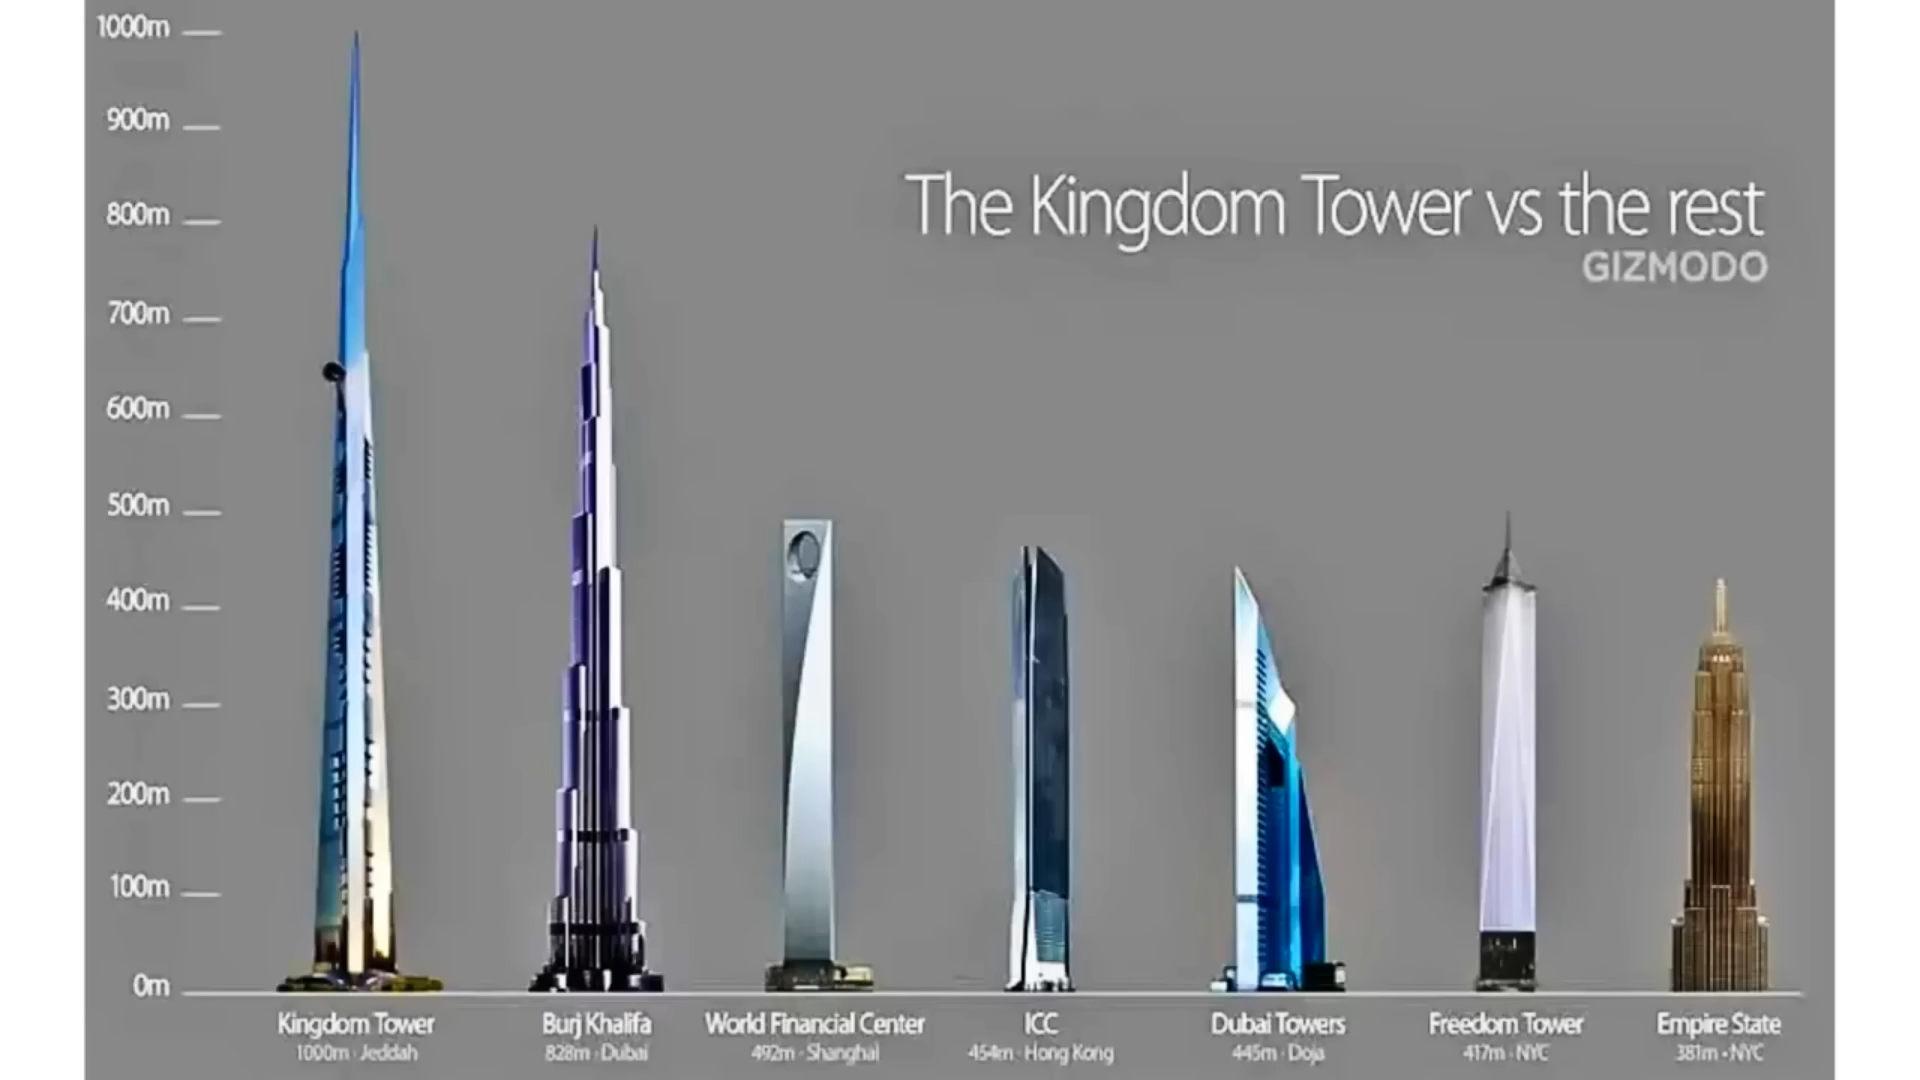 1000m
900m
800m
700m
600m
500m
400m
300m
200m
100m
0m
The Kingdom Tower vs the rest
GIZMODO
Kingdom Tower
1000m · Jeddah
Burj Khalifa
828m · Dubai
World Financial Center
492m · Shanghai
ICC
454m · Hong Kong
Dubai Towers
445m · Doja
Freedom Tower
417m · NYC
Empire State
381m • NYC